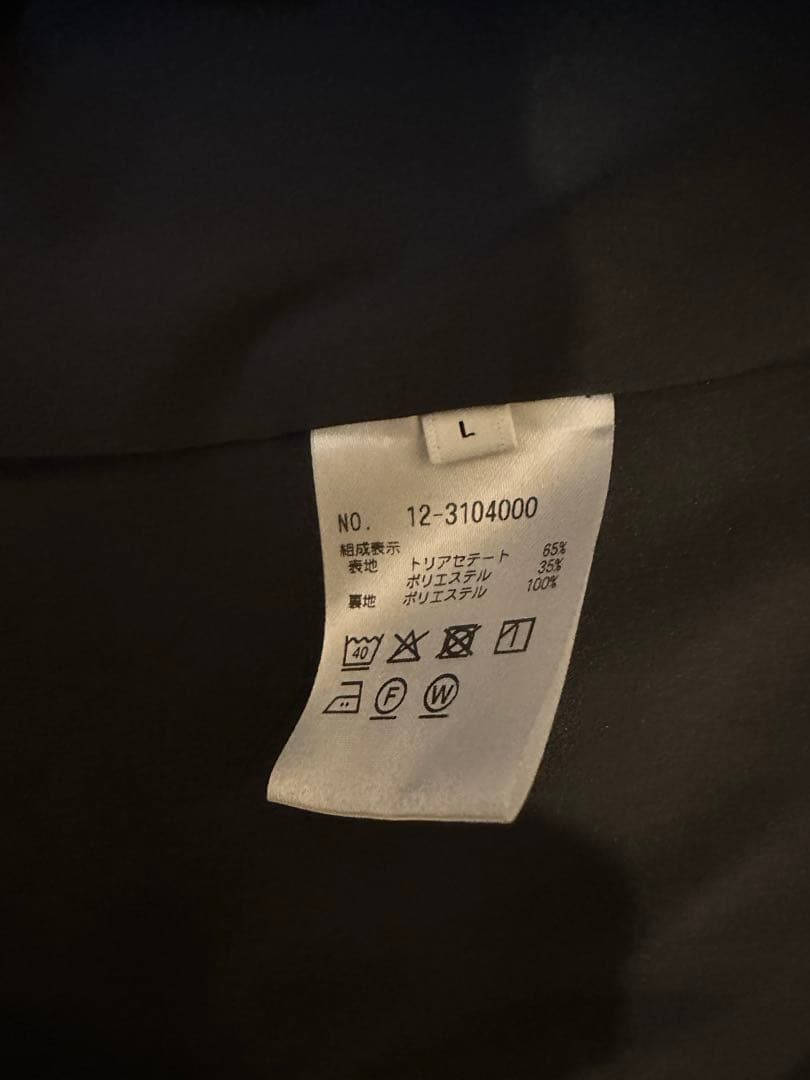 L
NO. 12-3104000
組成表示
表地 トリアセテート 65%
ポリエステル 35%
裏地 ポリエステル 100%
40
F W